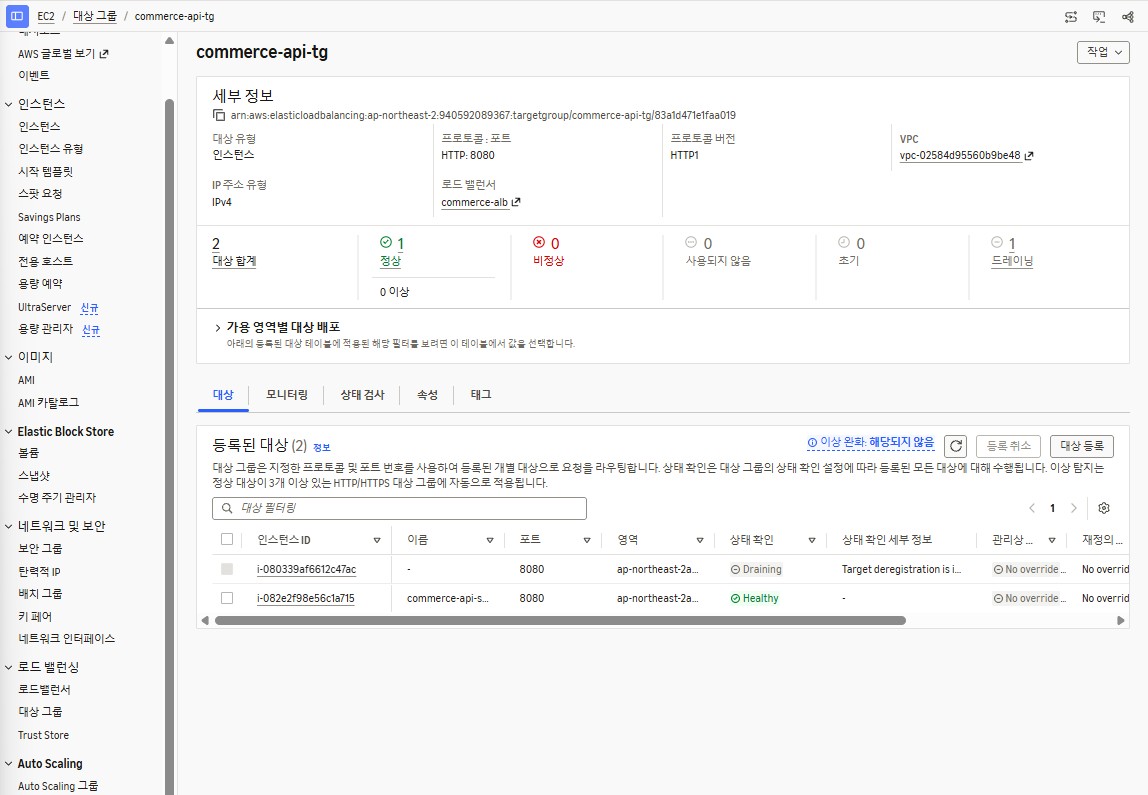 EC2 / 대상 그룹 / commerce-api-tg
AWS 글로벌 보기
이벤트
인스턴스
인스턴스
인스턴스 유형
시작 템플릿
스팟 요청
Savings Plans
예약 인스턴스
전용 호스트
용량 예약
UltraServer 신규
용량 관리자 신규
이미지
AMI
AMI 카탈로그
Elastic Block Store
볼륨
스냅샷
수명 주기 관리자
네트워크 및 보안
보안 그룹
탄력적 IP
배치 그룹
키 페어
네트워크 인터페이스
로드 밸런싱
로드밸런서
대상 그룹
Trust Store
Auto Scaling
Auto Scaling 그룹
commerce-api-tg
작업
세부 정보
arn:aws:elasticloadbalancing:ap-northeast-2:940592089367:targetgroup/commerce-api-tg/83a1d471e1faa019
대상 유형
인스턴스
프로토콜 : 포트
HTTP: 8080
프로토콜 버전
HTTP1
VPC
vpc-02584d95560b9be48
IP 주소 유형
IPv4
로드 밸런서
commerce-alb
2
대상 합계
1
정상
0 이상
0
비정상
0
사용되지 않음
0
초기
1
드레이닝
가용 영역별 대상 배포
아래의 등록된 대상 테이블에 적용된 해당 필터를 보려면 이 테이블에서 값을 선택합니다.
대상
모니터링
상태 검사
속성
태그
등록된 대상 (2) 정보
이상 완화: 해당되지 않음
등록 취소
대상 등록
대상 그룹은 지정한 프로토콜 및 포트 번호를 사용하여 등록된 개별 대상으로 요청을 라우팅합니다. 상태 확인은 대상 그룹의 상태 확인 설정에 따라 등록된 모든 대상에 대해 수행됩니다. 이상 탐지는
정상 대상이 3개 이상 있는 HTTP/HTTPS 대상 그룹에 자동으로 적용됩니다.
대상 필터링
1
인스턴스 ID 이름 포트 영역 상태 확인 상태 확인 세부 정보 관리상 ... 재정의 ...
i-080339af6612c47ac - 8080 ap-northeast-2a... Draining Target deregistration is i... No override ... No overrid
i-082e2f98e56c1a715 commerce-api-s... 8080 ap-northeast-2a... Healthy - No override ... No overrid